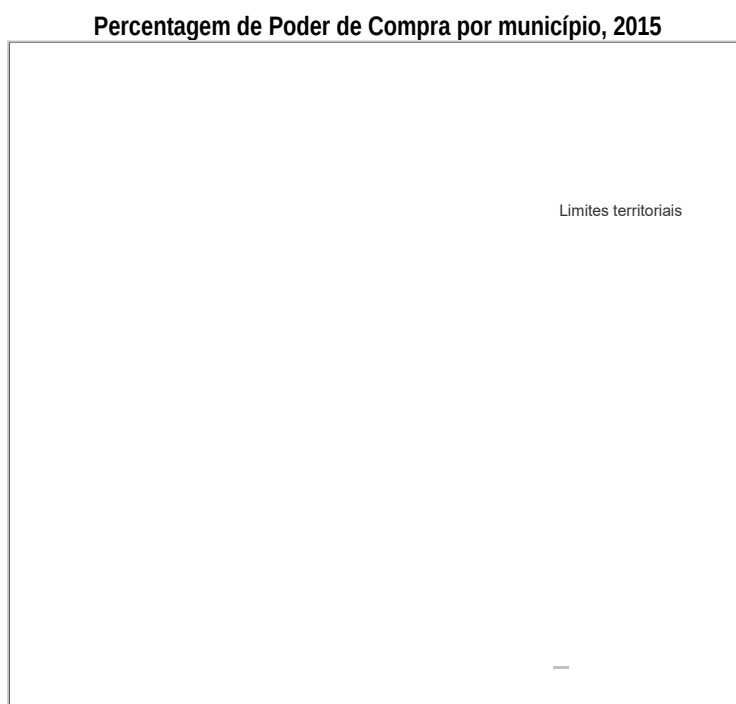 Percentagem de Poder de Compra por município, 2015
Limites territoriais